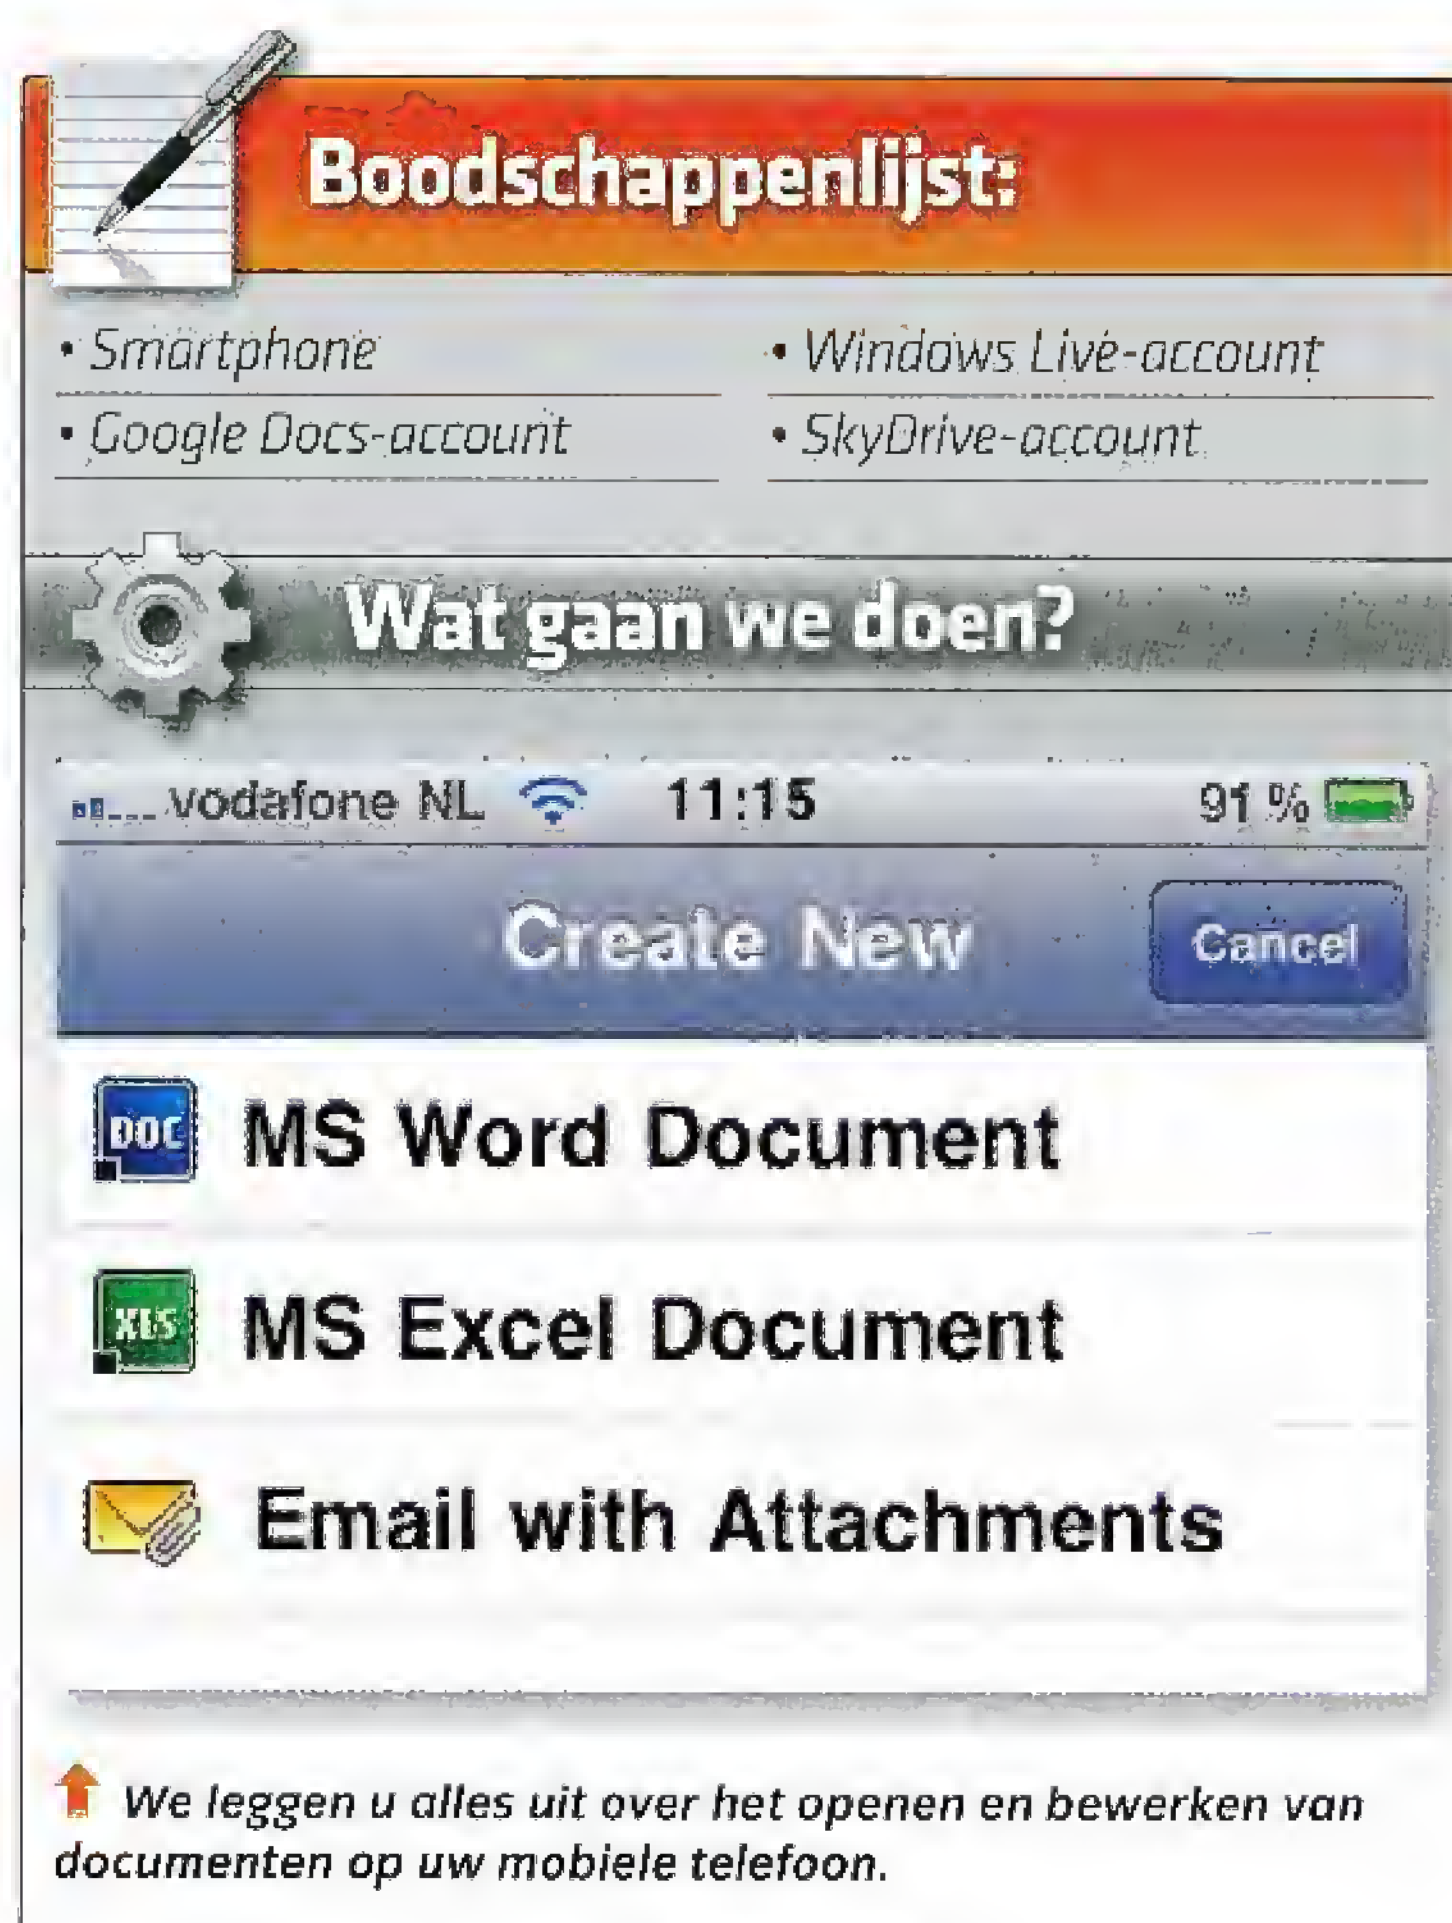 Boodschappenlijst:
• Smartphone
• Google Docs-account
• Windows Live-account
• SkyDrive-account
Wat gaan we doen?
vodafone NL 11:15 91 %
Create New Cancel
DOC MS Word Document
XLS MS Excel Document
Email with Attachments
We leggen u alles uit over het openen en bewerken van
documenten op uw mobiele telefoon.